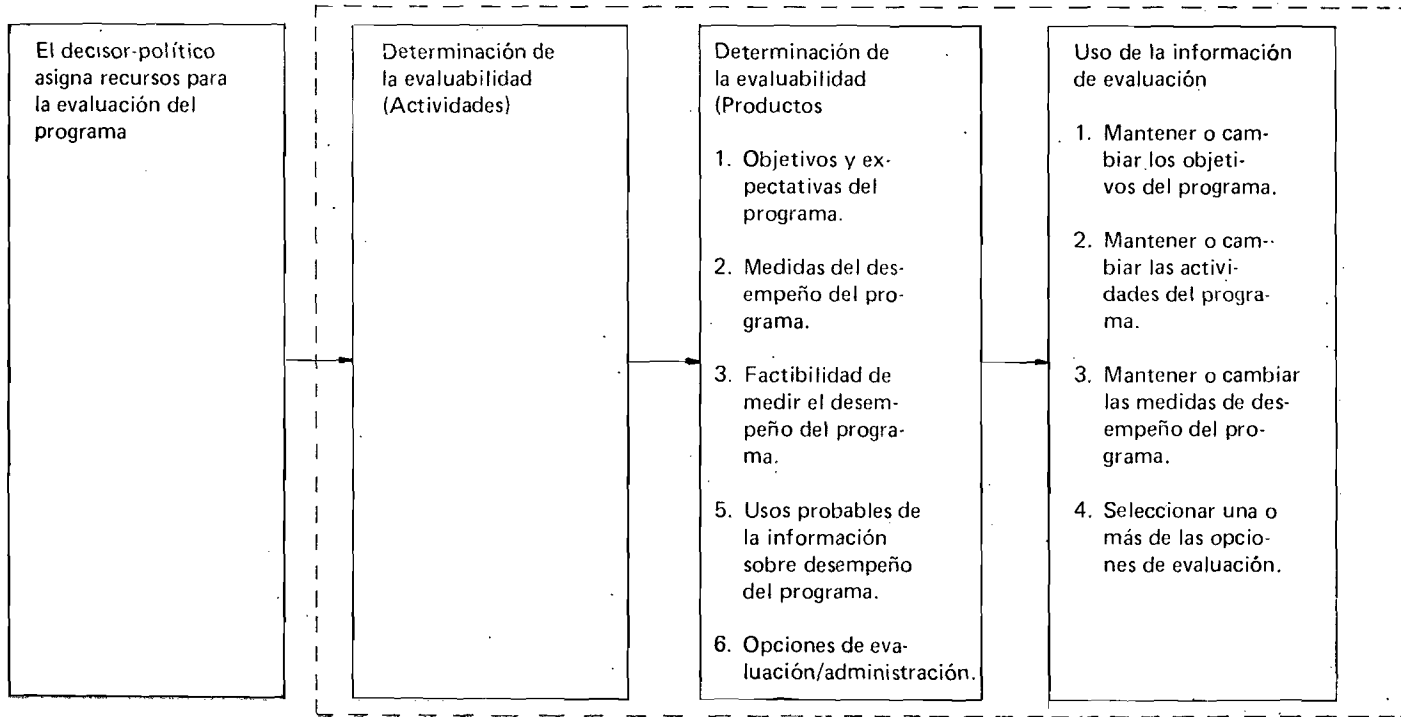 El decisor-político
asigna recursos para
la evaluación del
programa
Determinación de
la evaluabilidad
(Actividades)
Determinación de
la evaluabilidad
(Productos
1. Objetivos y ex-
pectativas del
programa.
2. Medidas del des-
empeño del pro-
grama.
3. Factibilidad de
medir el desem-
peño del progra-
ma.
5. Usos probables de
la información
sobre desempeño
del programa.
6. Opciones de eva-
luación/administración.
Uso de la información
de evaluación
1. Mantener o cam-
biar los objeti-
vos del programa.
2. Mantener o cam-
biar las activi-
dades del progra-
ma.
3. Mantener o cambiar
las medidas de des-
empeño del pro-
grama.
4. Seleccionar una o
más de las opcio-
nes de evaluación.